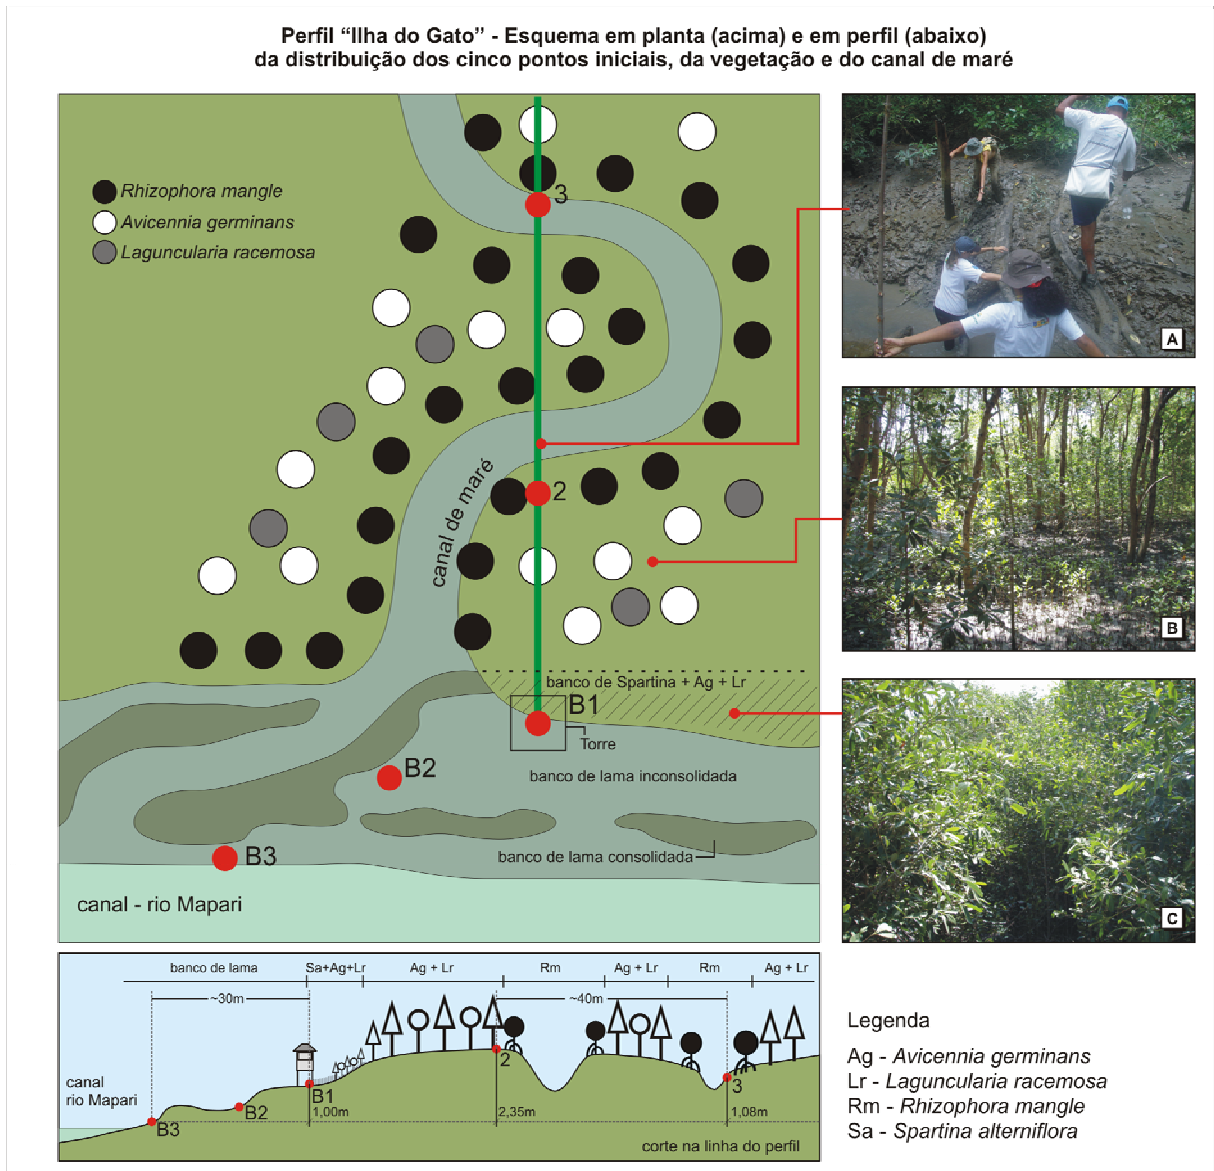 Perfil “Ilha do Gato” - Esquema em planta (acima) e em perfil (abaixo)
da distribuição dos cinco pontos iniciais, da vegetação e do canal de maré
Rhizophora mangle
Avicennia germinans
Laguncularia racemosa
3
2
canal de maré
banco de Spartina + Ag + Lr
B1
Torre
B2
banco de lama inconsolidada
B3
banco de lama consolidada
canal - rio Mapari
A
B
C
banco de lama
Sa+Ag+Lr
Ag + Lr
Rm
Ag + Lr
Rm
Ag + Lr
~30m
~40m
canal
rio Mapari
B3
B2
B1
1,00m
2
2,35m
3
1,08m
corte na linha do perfil
Legenda
Ag - Avicennia germinans
Lr - Laguncularia racemosa
Rm - Rhizophora mangle
Sa - Spartina alterniflora